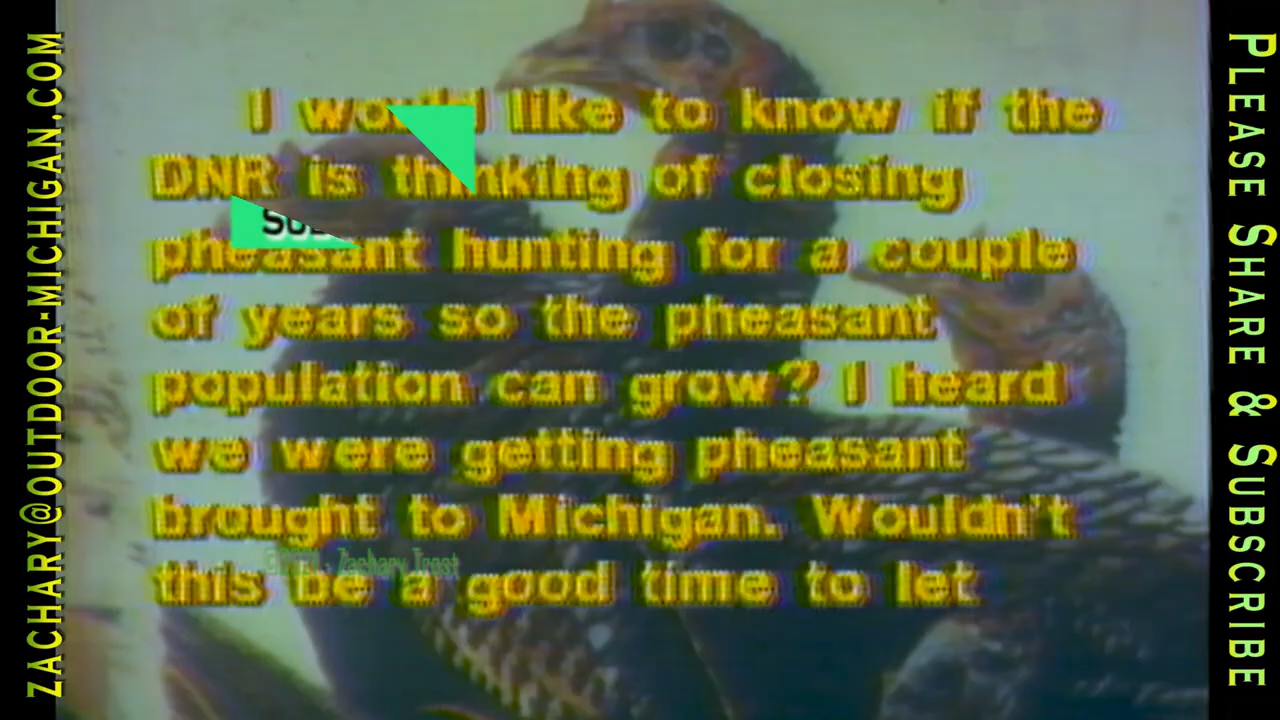 ZACHARY@OUTDOOR-MICHIGAN.COM
I would like to know if the
DNR is thinking of closing
pheasant hunting for a couple
of years so the pheasant
population can grow? I heard
we were getting pheasant
brought to Michigan. Wouldn't
this be a good time to let
Zachary Trost
PLEASE SHARE & SUBSCRIBE